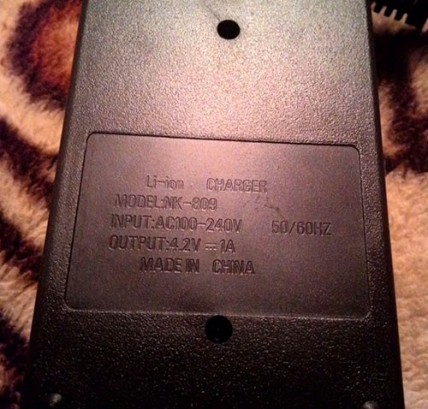 Li-ion CHARGER
MODEL:NK-809
INPUT:AC100-240V 50/60HZ
OUTPUT:4.2V⎓1A
MADE IN CHINA